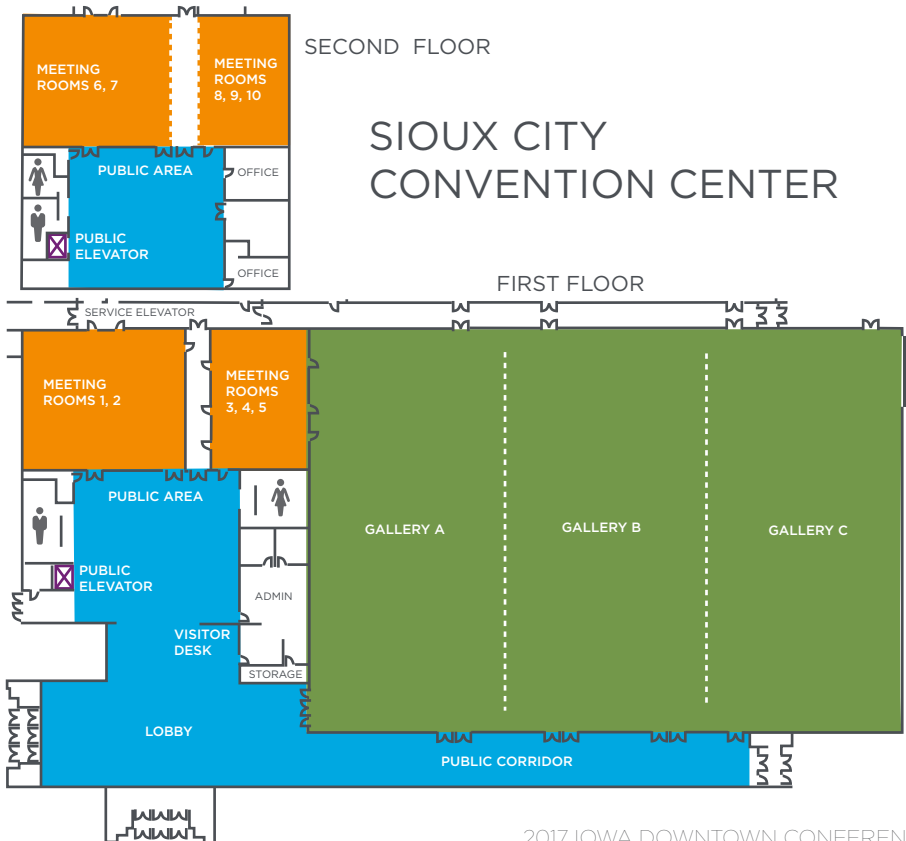 SECOND FLOOR
MEETING
ROOMS 6, 7
MEETING
ROOMS
8, 9, 10
SIOUX CITY
CONVENTION CENTER
PUBLIC AREA
OFFICE
PUBLIC
ELEVATOR
OFFICE
FIRST FLOOR
SERVICE ELEVATOR
MEETING
ROOMS 1, 2
MEETING
ROOMS
3, 4, 5
PUBLIC AREA
GALLERY A
GALLERY B
GALLERY C
PUBLIC
ELEVATOR
ADMIN
VISITOR
DESK
STORAGE
LOBBY
PUBLIC CORRIDOR
2017 IOWA DOWNTOWN